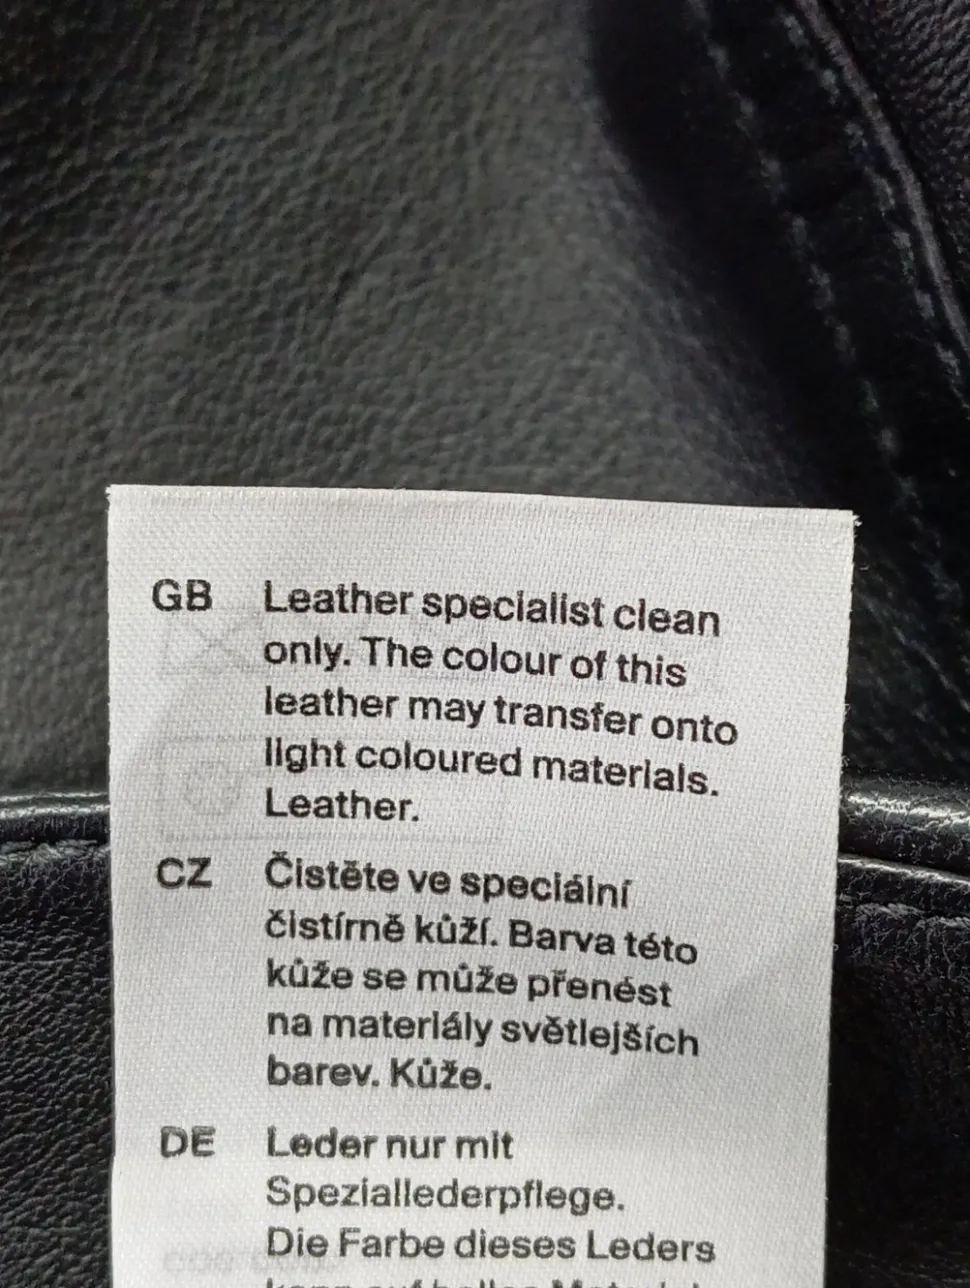 GB Leather specialist clean
only. The colour of this
leather may transfer onto
light coloured materials.
Leather.
CZ Čistěte ve speciální
čistírně kůží. Barva této
kůže se může přenést
na materiály světlejších
barev. Kůže.
DE Leder nur mit
Speziallederpflege.
Die Farbe dieses Leders